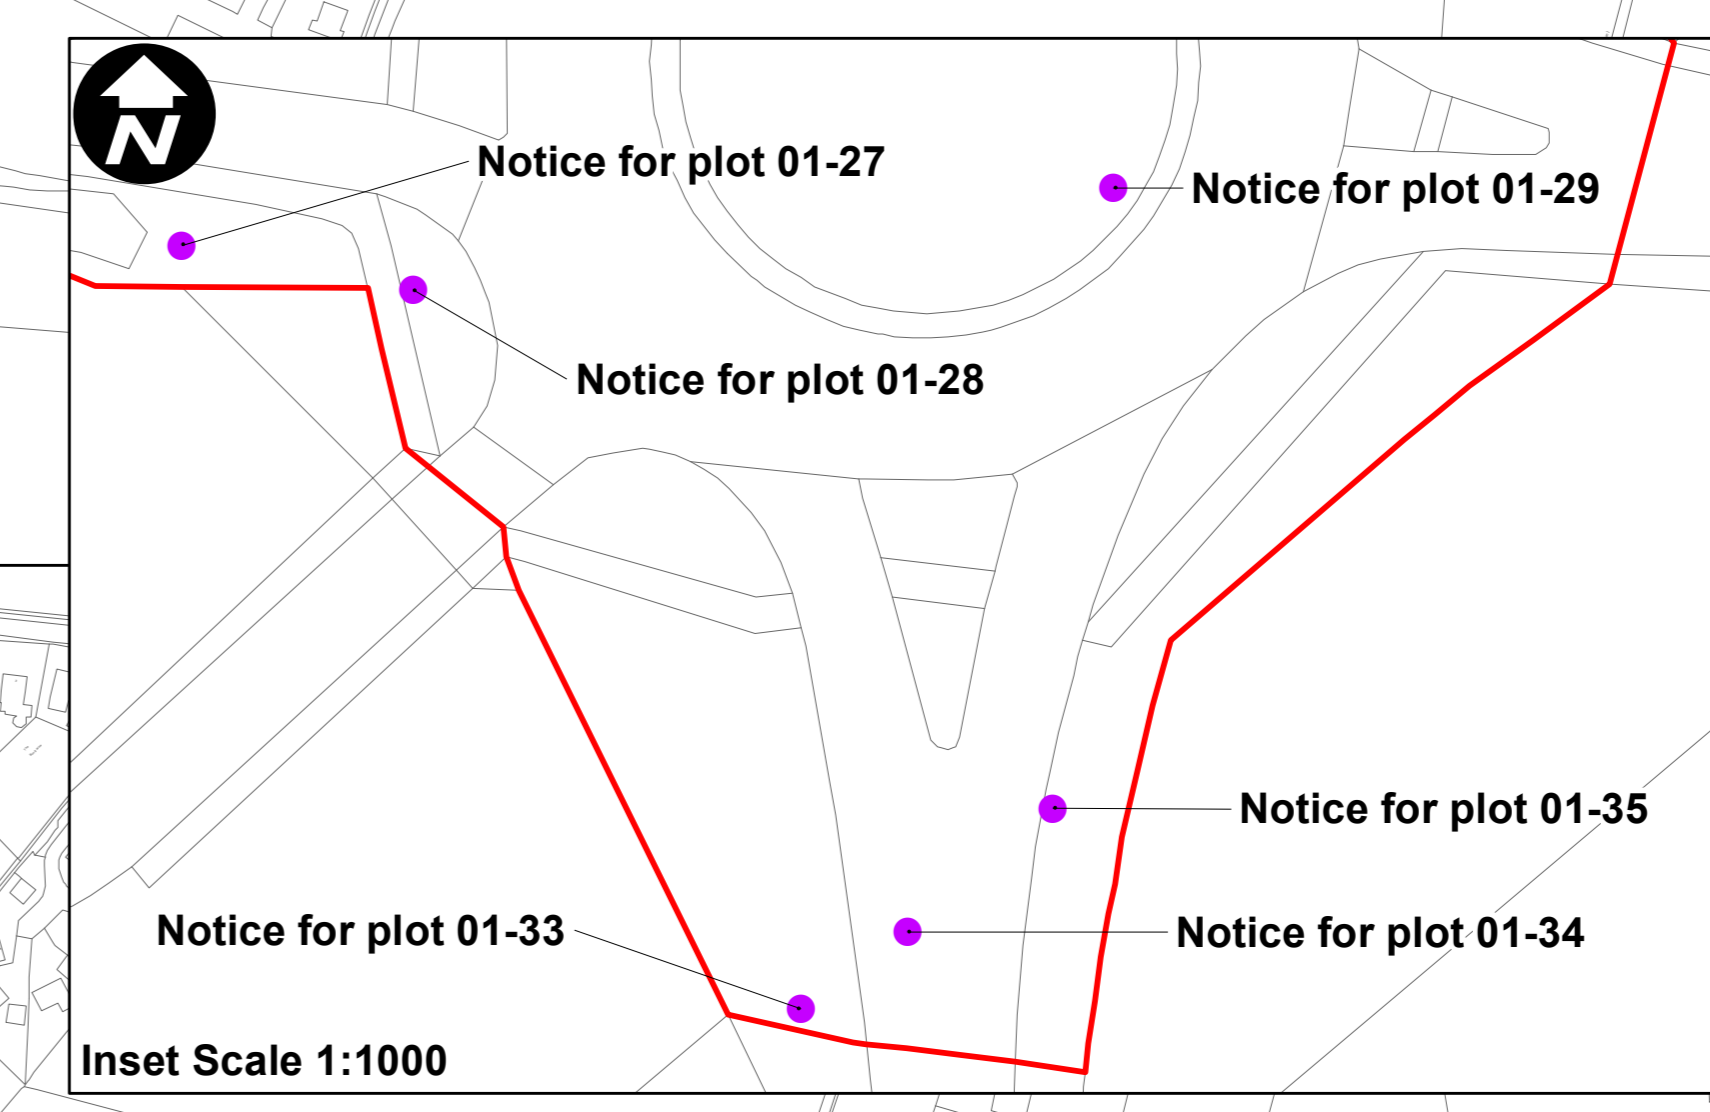 N
Notice for plot 01-27
Notice for plot 01-29
Notice for plot 01-28
Notice for plot 01-35
Notice for plot 01-33
Notice for plot 01-34
Inset Scale 1:1000